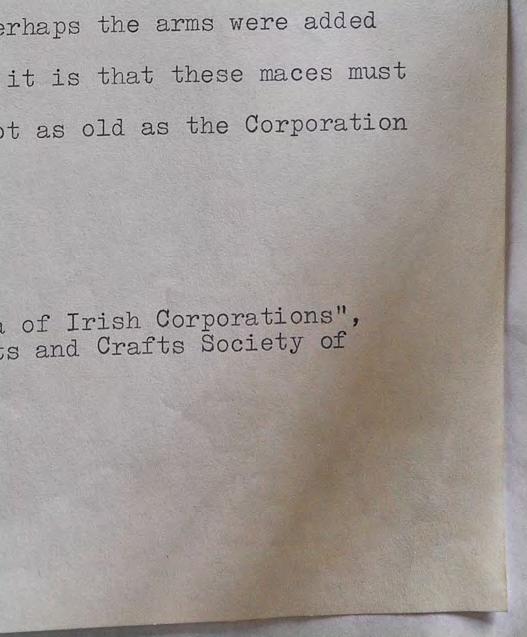 erhaps the arms were added
it is that these maces must
ot as old as the Corporation
of Irish Corporations",
ts and Crafts Society of